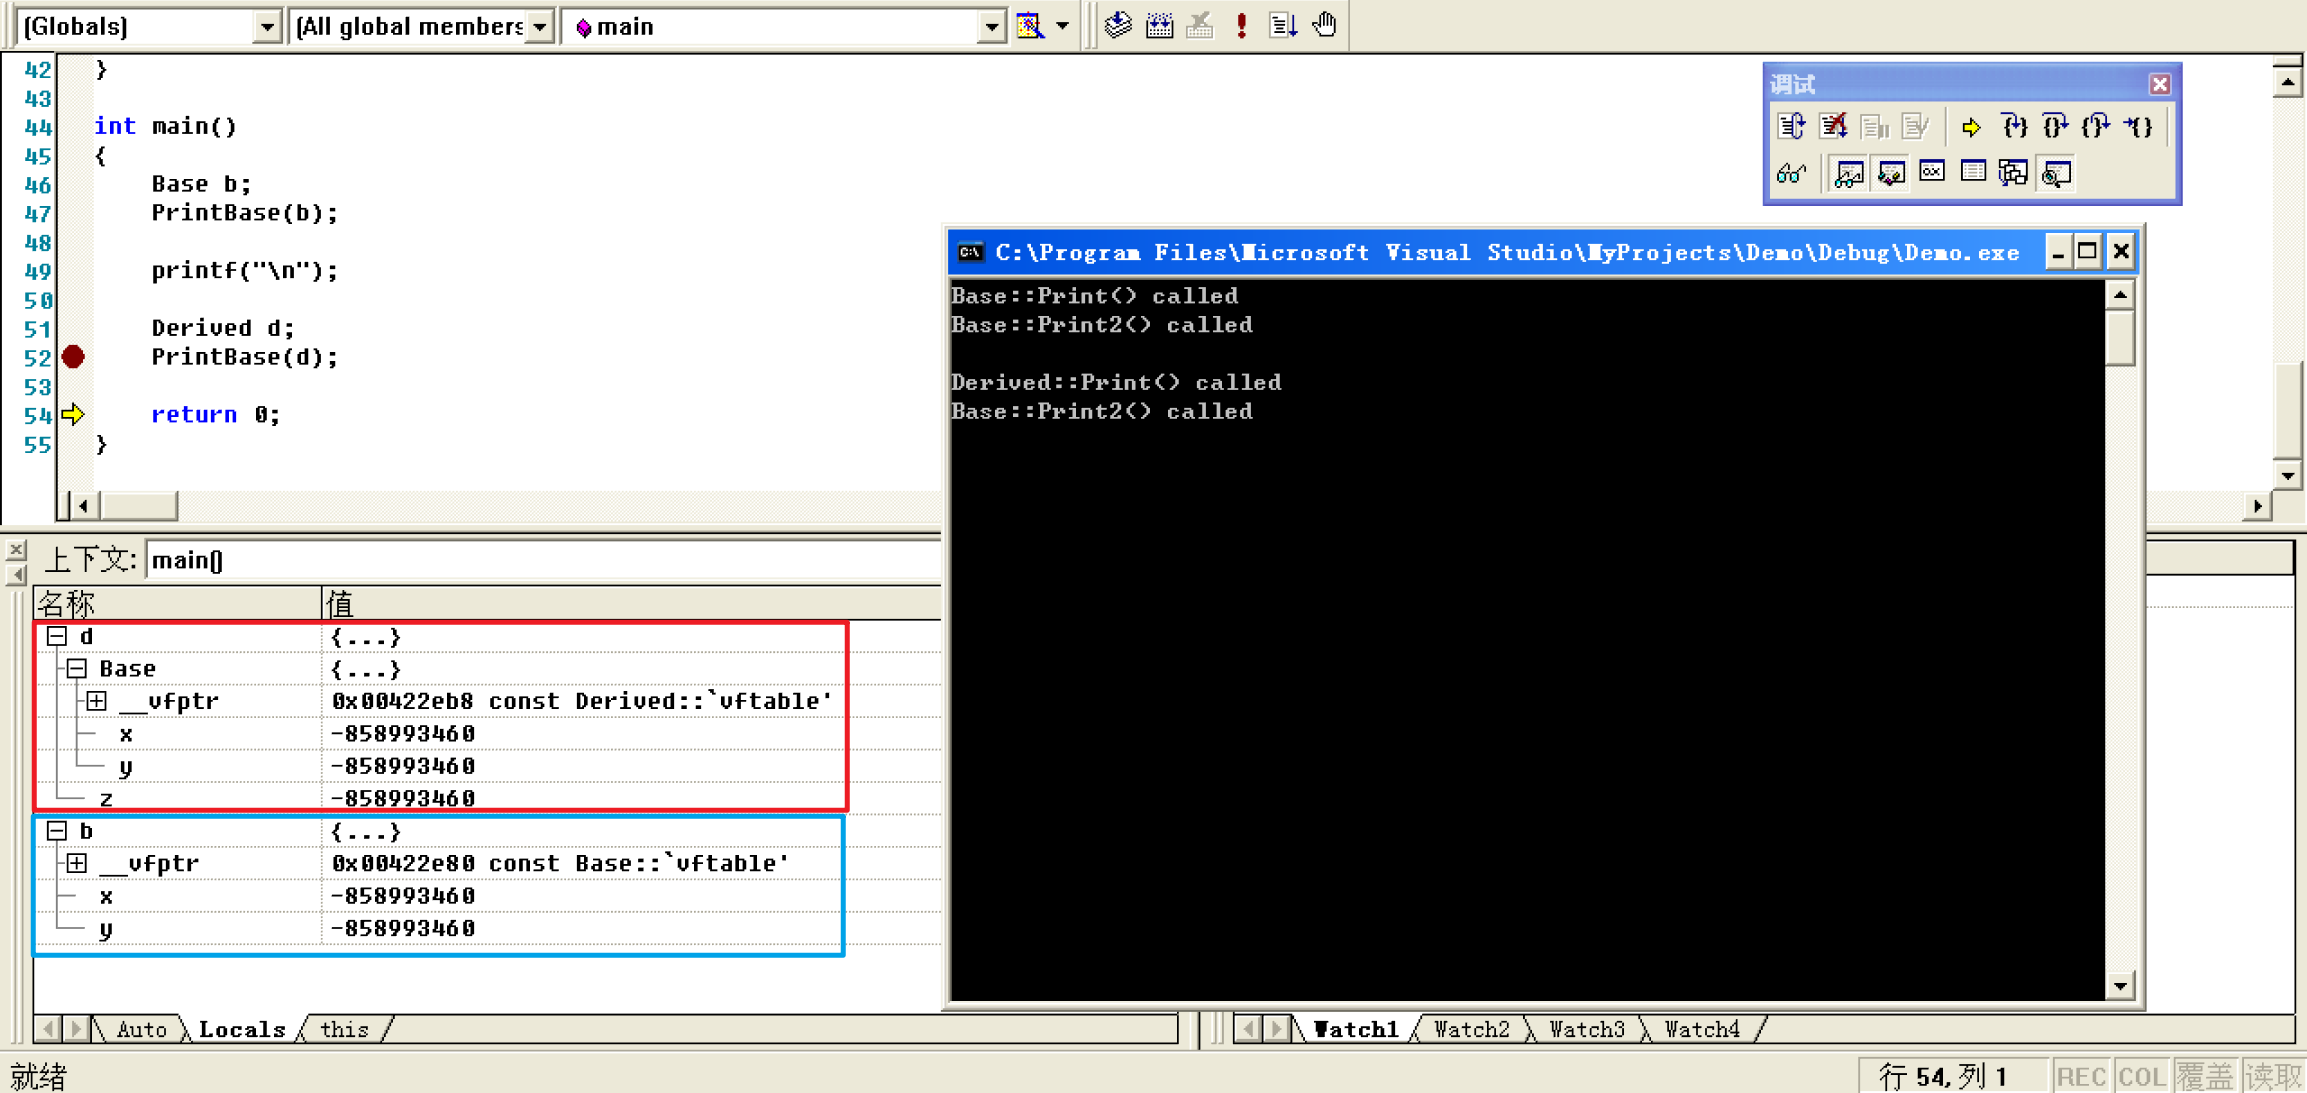 (Globals)
(All global members
main
42 }
43
44 int main()
45 {
46 Base b;
47 PrintBase(b);
48
49 printf("\n");
50
51 Derived d;
52 PrintBase(d);
53
54 return 0;
55 }
调试
C:\Program Files\Microsoft Visual Studio\MyProjects\Demo\Debug\Demo.exe
Base::Print() called
Base::Print2() called
Derived::Print() called
Base::Print2() called
上下文: main()
名称 值
d {...}
Base {...}
__vfptr 0x00422eb8 const Derived::`vftable'
x -858993460
y -858993460
z -858993460
b {...}
__vfptr 0x00422e80 const Base::`vftable'
x -858993460
y -858993460
Auto Locals this
Watch1 Watch2 Watch3 Watch4
就绪
行 54, 列 1 REC COL 覆盖 读取